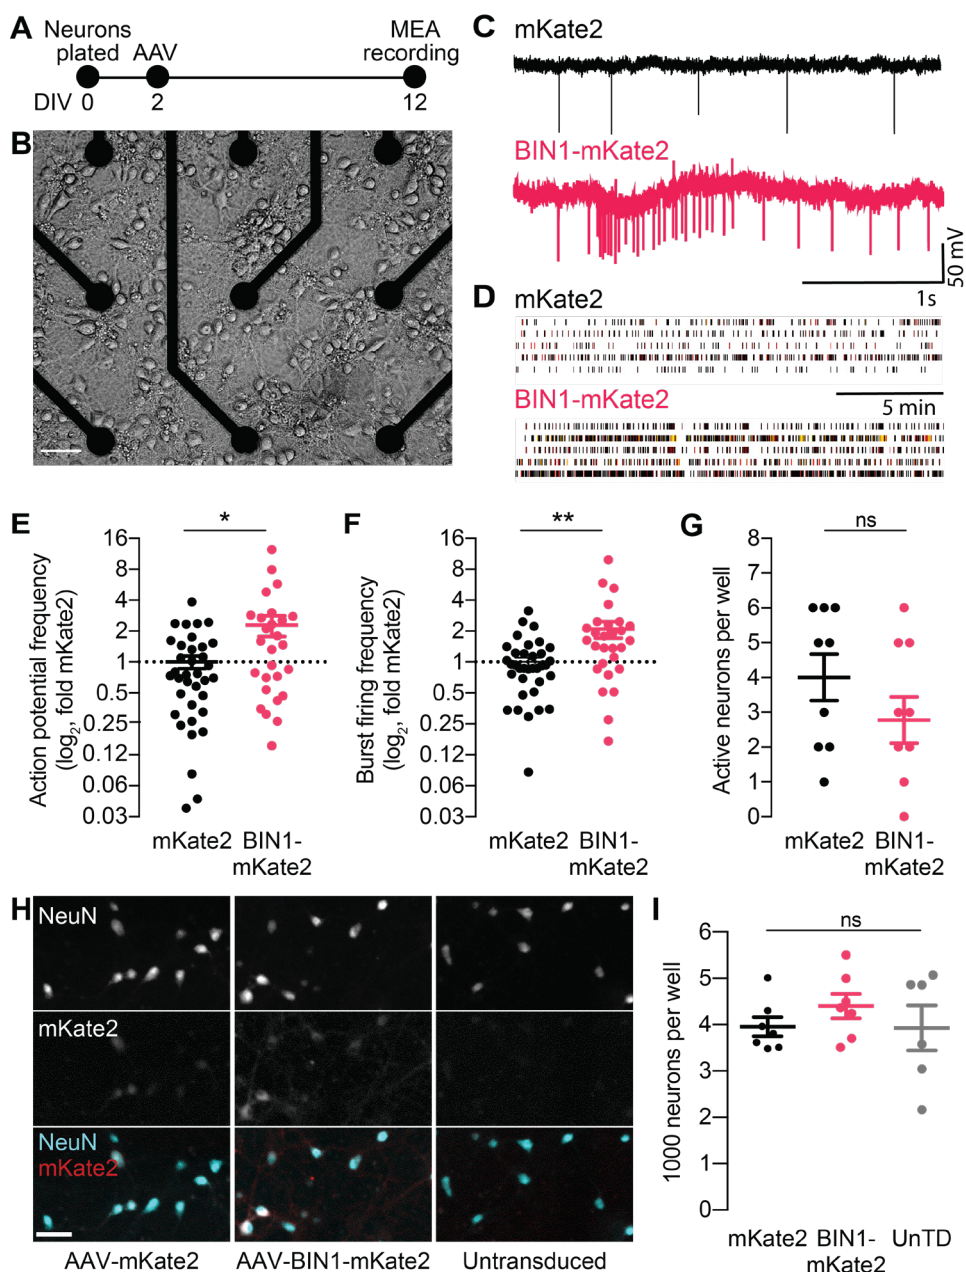 A
Neurons plated
AAV
MEA recording
DIV 0 2 12
B
C
mKate2
BIN1-mKate2
50 mV
1s
D
mKate2
BIN1-mKate2
5 min
E
*
Action potential frequency
(log2, fold mKate2)
16
8
4
2
1
0.5
0.25
0.12
0.06
0.03
mKate2
BIN1-
mKate2
F
**
Burst firing frequency
(log2, fold mKate2)
16
8
4
2
1
0.5
0.25
0.12
0.06
0.03
mKate2
BIN1-
mKate2
G
ns
Active neurons per well
8
7
6
5
4
3
2
1
0
mKate2
BIN1-
mKate2
H
NeuN
mKate2
NeuN
mKate2
AAV-mKate2
AAV-BIN1-mKate2
Untransduced
I
ns
1000 neurons per well
6
5
4
3
2
1
0
mKate2
BIN1-
mKate2
UnTD